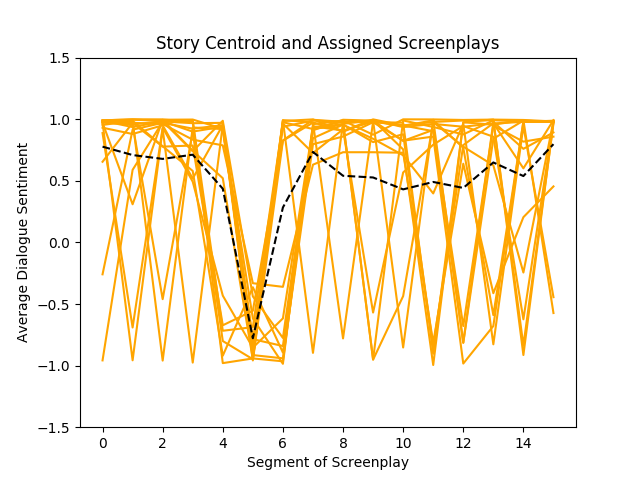 Story Centroid and Assigned Screenplays
1.5
1.0
0.5
0.0
−0.5
−1.0
−1.5
Average Dialogue Sentiment
0 2 4 6 8 10 12 14
Segment of Screenplay